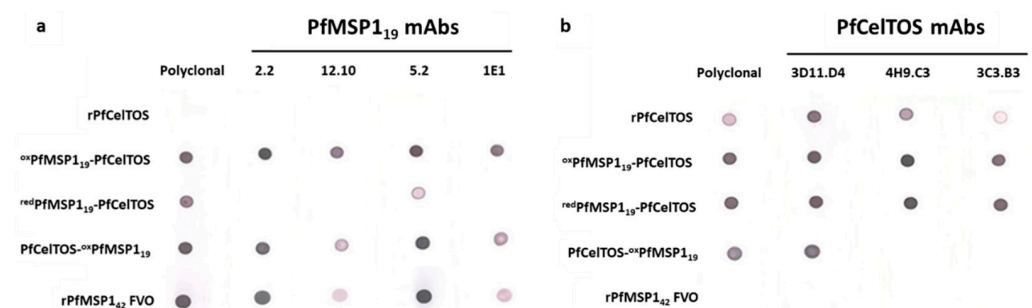 a PfMSP1₁₉ mAbs
Polyclonal 2.2 12.10 5.2 1E1
rPfCelTOS
ᵒˣPfMSP1₁₉-PfCelTOS
ʳᵉᵈPfMSP1₁₉-PfCelTOS
PfCelTOS-ᵒˣPfMSP1₁₉
rPfMSP1₄₂ FVO
b PfCelTOS mAbs
Polyclonal 3D11.D4 4H9.C3 3C3.B3
rPfCelTOS
ᵒˣPfMSP1₁₉-PfCelTOS
ʳᵉᵈPfMSP1₁₉-PfCelTOS
PfCelTOS-ᵒˣPfMSP1₁₉
rPfMSP1₄₂ FVO